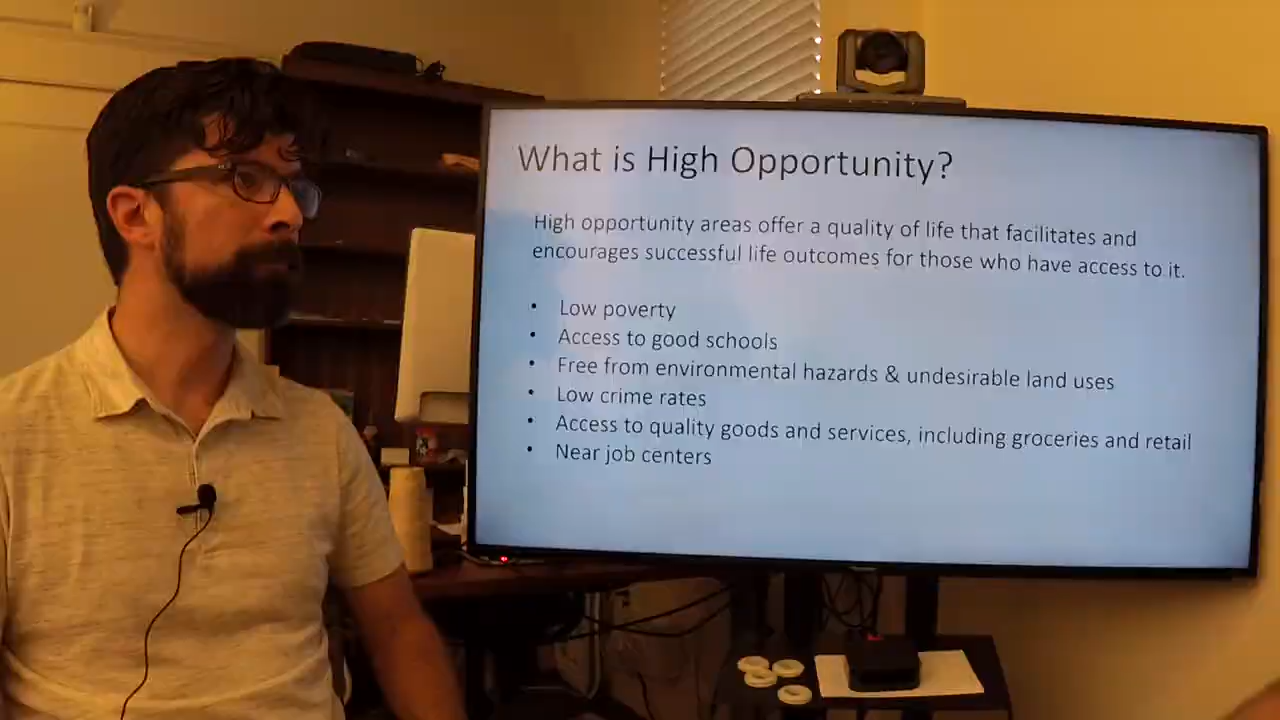 What is High Opportunity?
High opportunity areas offer a quality of life that facilitates and
encourages successful life outcomes for those who have access to it.
• Low poverty
• Access to good schools
• Free from environmental hazards & undesirable land uses
• Low crime rates
• Access to quality goods and services, including groceries and retail
• Near job centers